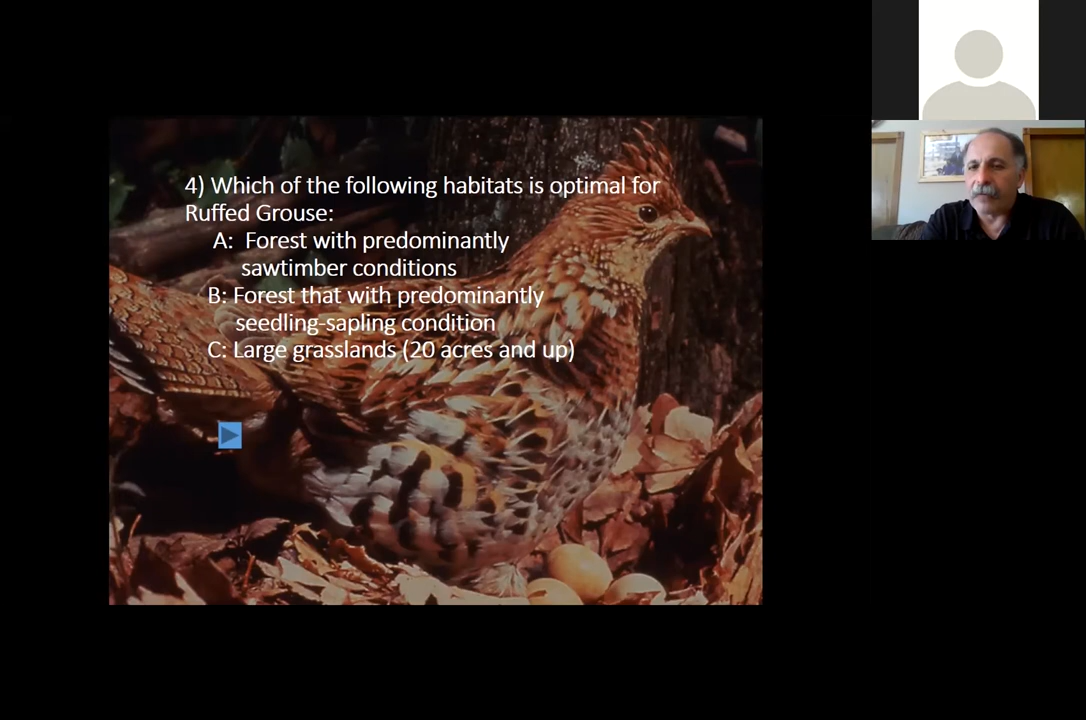 4) Which of the following habitats is optimal for
Ruffed Grouse:
A: Forest with predominantly
sawtimber conditions
B: Forest that with predominantly
seedling-sapling condition
C: Large grasslands (20 acres and up)